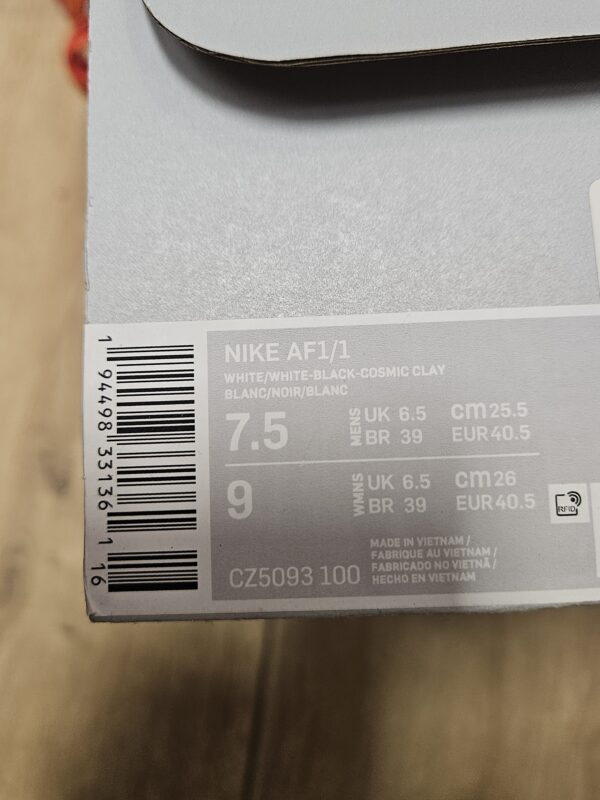 NIKE AF1/1
WHITE/WHITE-BLACK-COSMIC CLAY
BLANC/NOIR/BLANC
7.5 MENS UK 6.5 cm 25.5
BR 39 EUR 40.5
9 WMNS UK 6.5 cm 26
BR 39 EUR 40.5
RFID
CZ5093 100
MADE IN VIETNAM /
FABRIQUE AU VIETNAM /
FABRICADO NO VIETNÃ /
HECHO EN VIETNAM
1 94498 33136 1 16